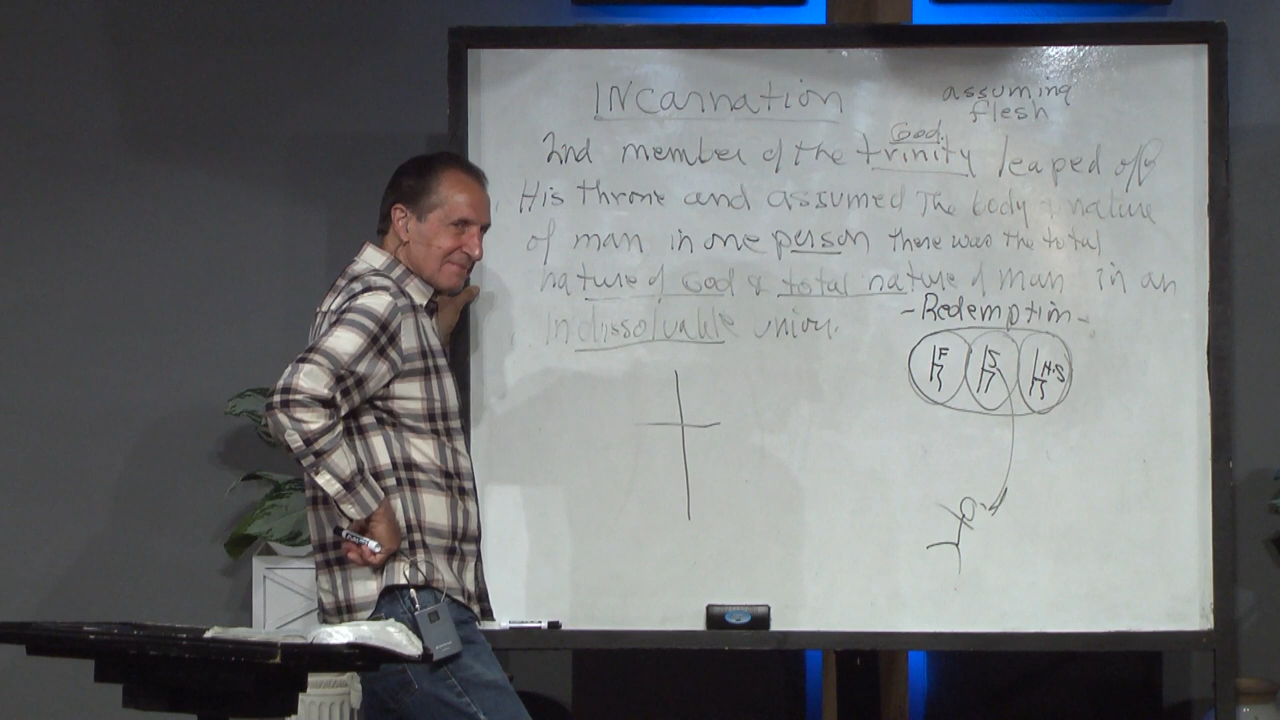 INcarnation
assuming
flesh
God.
2nd member of the trinity leaped off
His throne and assumed The body & nature
of man in one person there was the total
nature of God & total nature of man in an
Indissolvable union.
-Redemption-
F S H.S